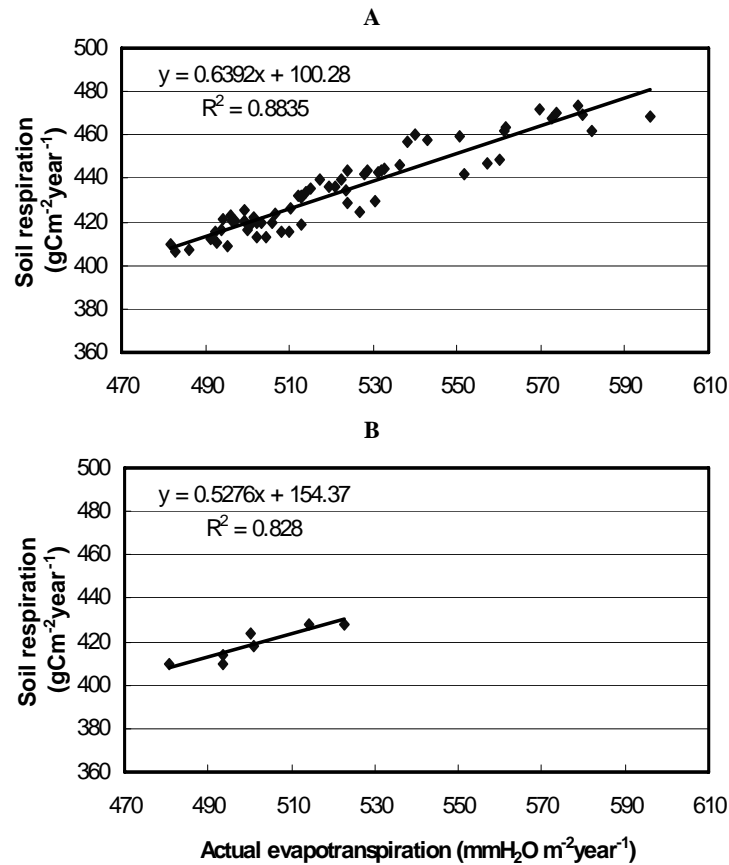 A
500
480
460
440
420
400
380
360
y = 0.6392x + 100.28
R² = 0.8835
Soil respiration
(gCm⁻²year⁻¹)
470 490 510 530 550 570 590 610
B
500
480
460
440
420
400
380
360
y = 0.5276x + 154.37
R² = 0.828
Soil respiration
(gCm⁻²year⁻¹)
470 490 510 530 550 570 590 610
Actual evapotranspiration (mmH₂O m⁻²year⁻¹)